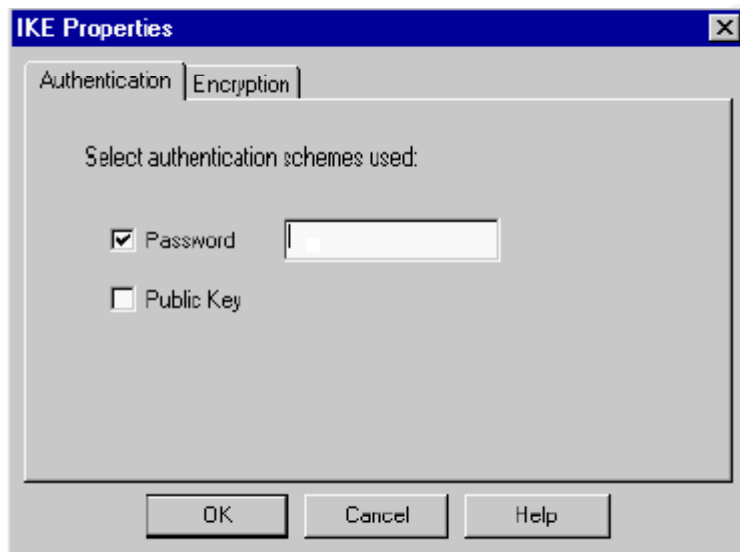 IKE Properties
Authentication Encryption
Select authentication schemes used:
Password
Public Key
OK Cancel Help